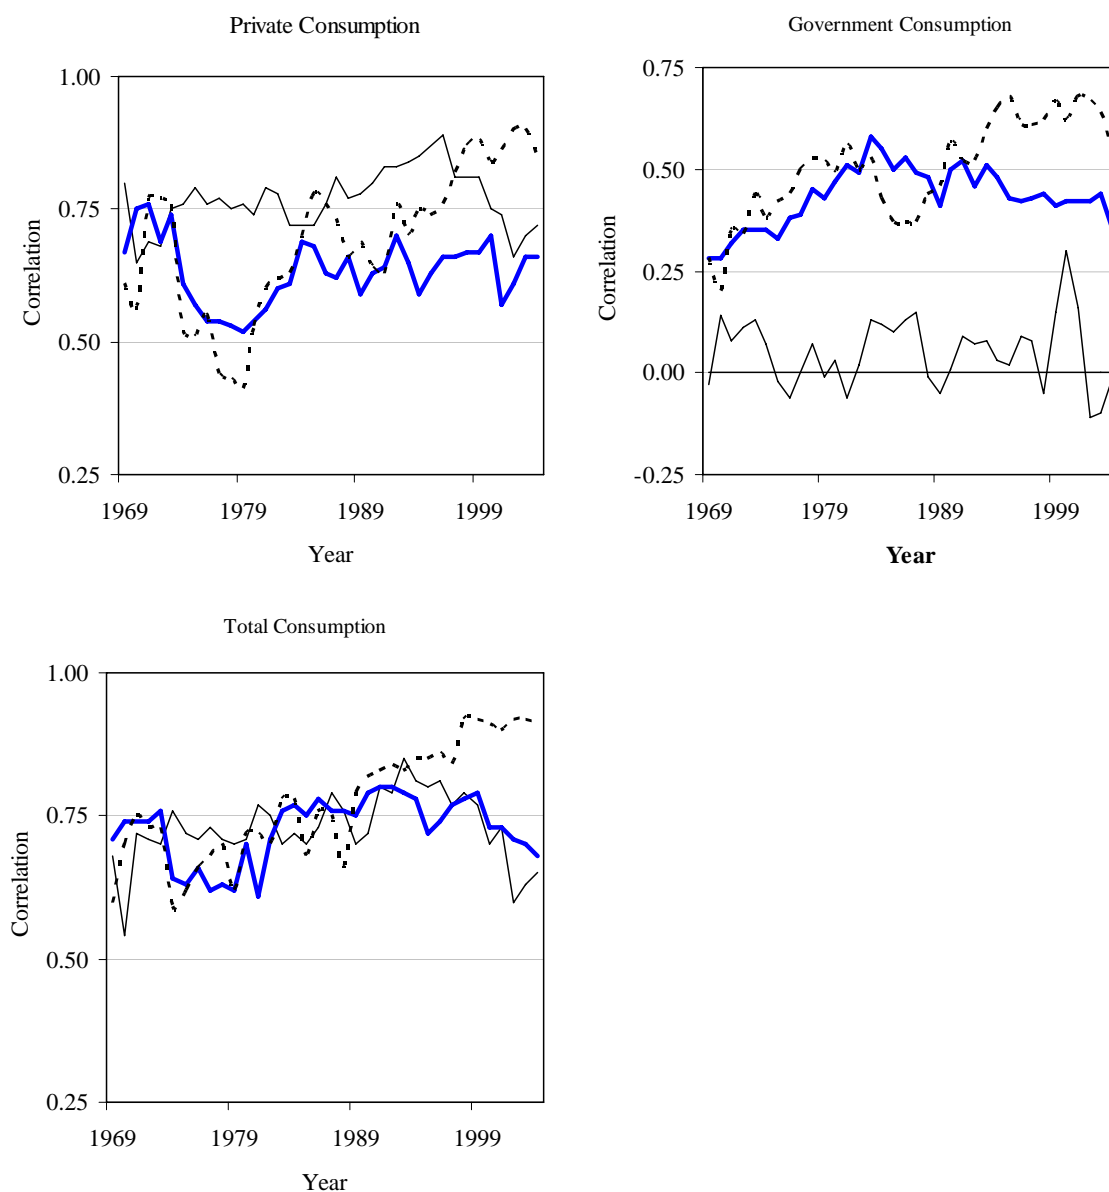 Private Consumption
1.00
0.75
0.50
0.25
Correlation
1969 1979 1989 1999
Year
Government Consumption
0.75
0.50
0.25
0.00
-0.25
Correlation
1969 1979 1989 1999
Year
Total Consumption
1.00
0.75
0.50
0.25
Correlation
1969 1979 1989 1999
Year